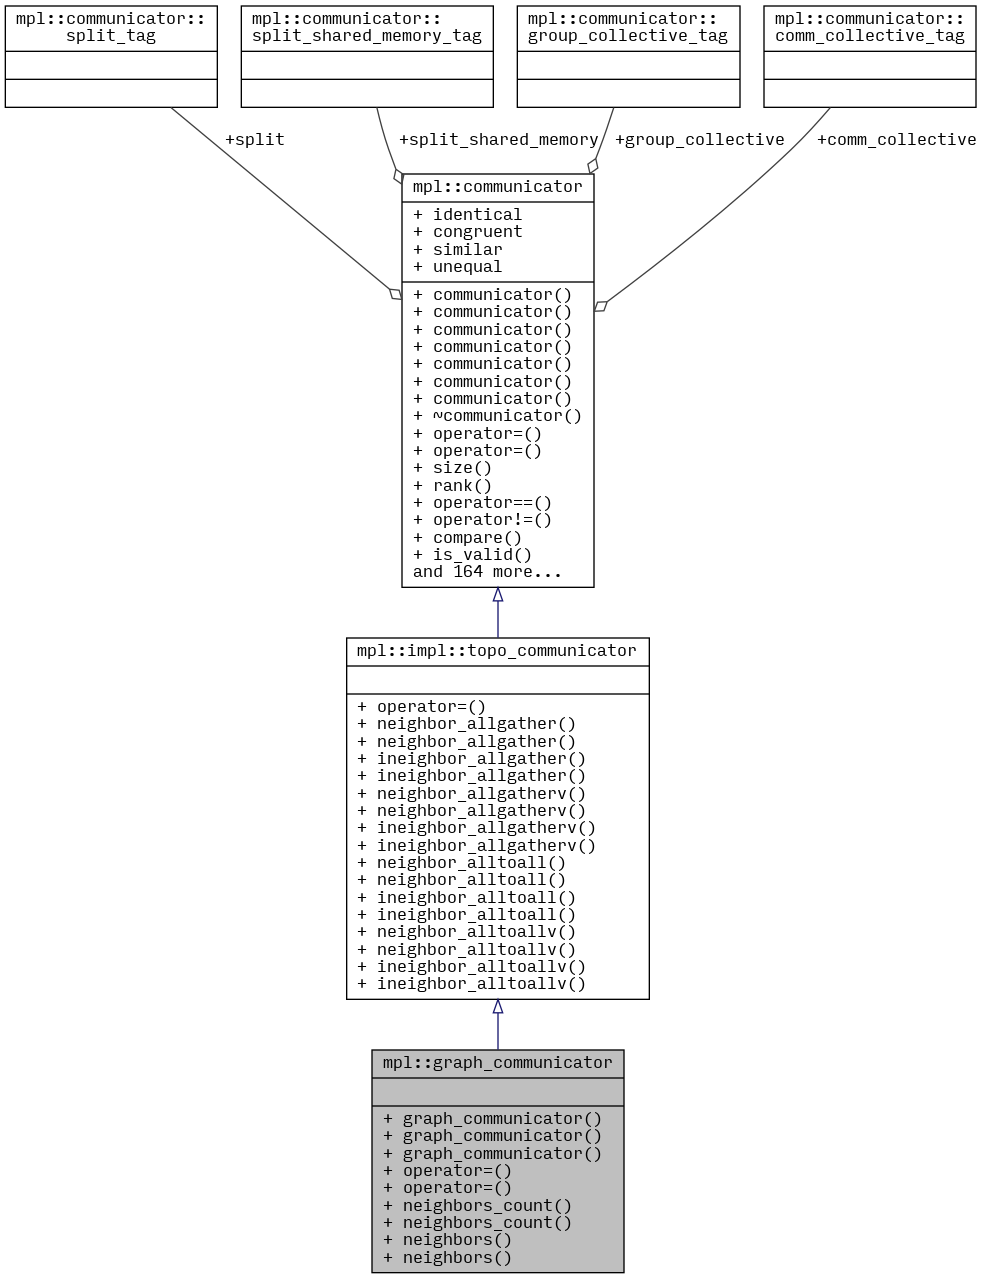 mpl::communicator::
split_tag
mpl::communicator::
split_shared_memory_tag
mpl::communicator::
group_collective_tag
mpl::communicator::
comm_collective_tag
+split
+split_shared_memory
+group_collective
+comm_collective
mpl::communicator
+ identical
+ congruent
+ similar
+ unequal
+ communicator()
+ communicator()
+ communicator()
+ communicator()
+ communicator()
+ communicator()
+ communicator()
+ ~communicator()
+ operator=()
+ operator=()
+ size()
+ rank()
+ operator==()
+ operator!=()
+ compare()
+ is_valid()
and 164 more...
mpl::impl::topo_communicator
+ operator=()
+ neighbor_allgather()
+ neighbor_allgather()
+ ineighbor_allgather()
+ ineighbor_allgather()
+ neighbor_allgatherv()
+ neighbor_allgatherv()
+ ineighbor_allgatherv()
+ ineighbor_allgatherv()
+ neighbor_alltoall()
+ neighbor_alltoall()
+ ineighbor_alltoall()
+ ineighbor_alltoall()
+ neighbor_alltoallv()
+ neighbor_alltoallv()
+ ineighbor_alltoallv()
+ ineighbor_alltoallv()
mpl::graph_communicator
+ graph_communicator()
+ graph_communicator()
+ graph_communicator()
+ operator=()
+ operator=()
+ neighbors_count()
+ neighbors_count()
+ neighbors()
+ neighbors()